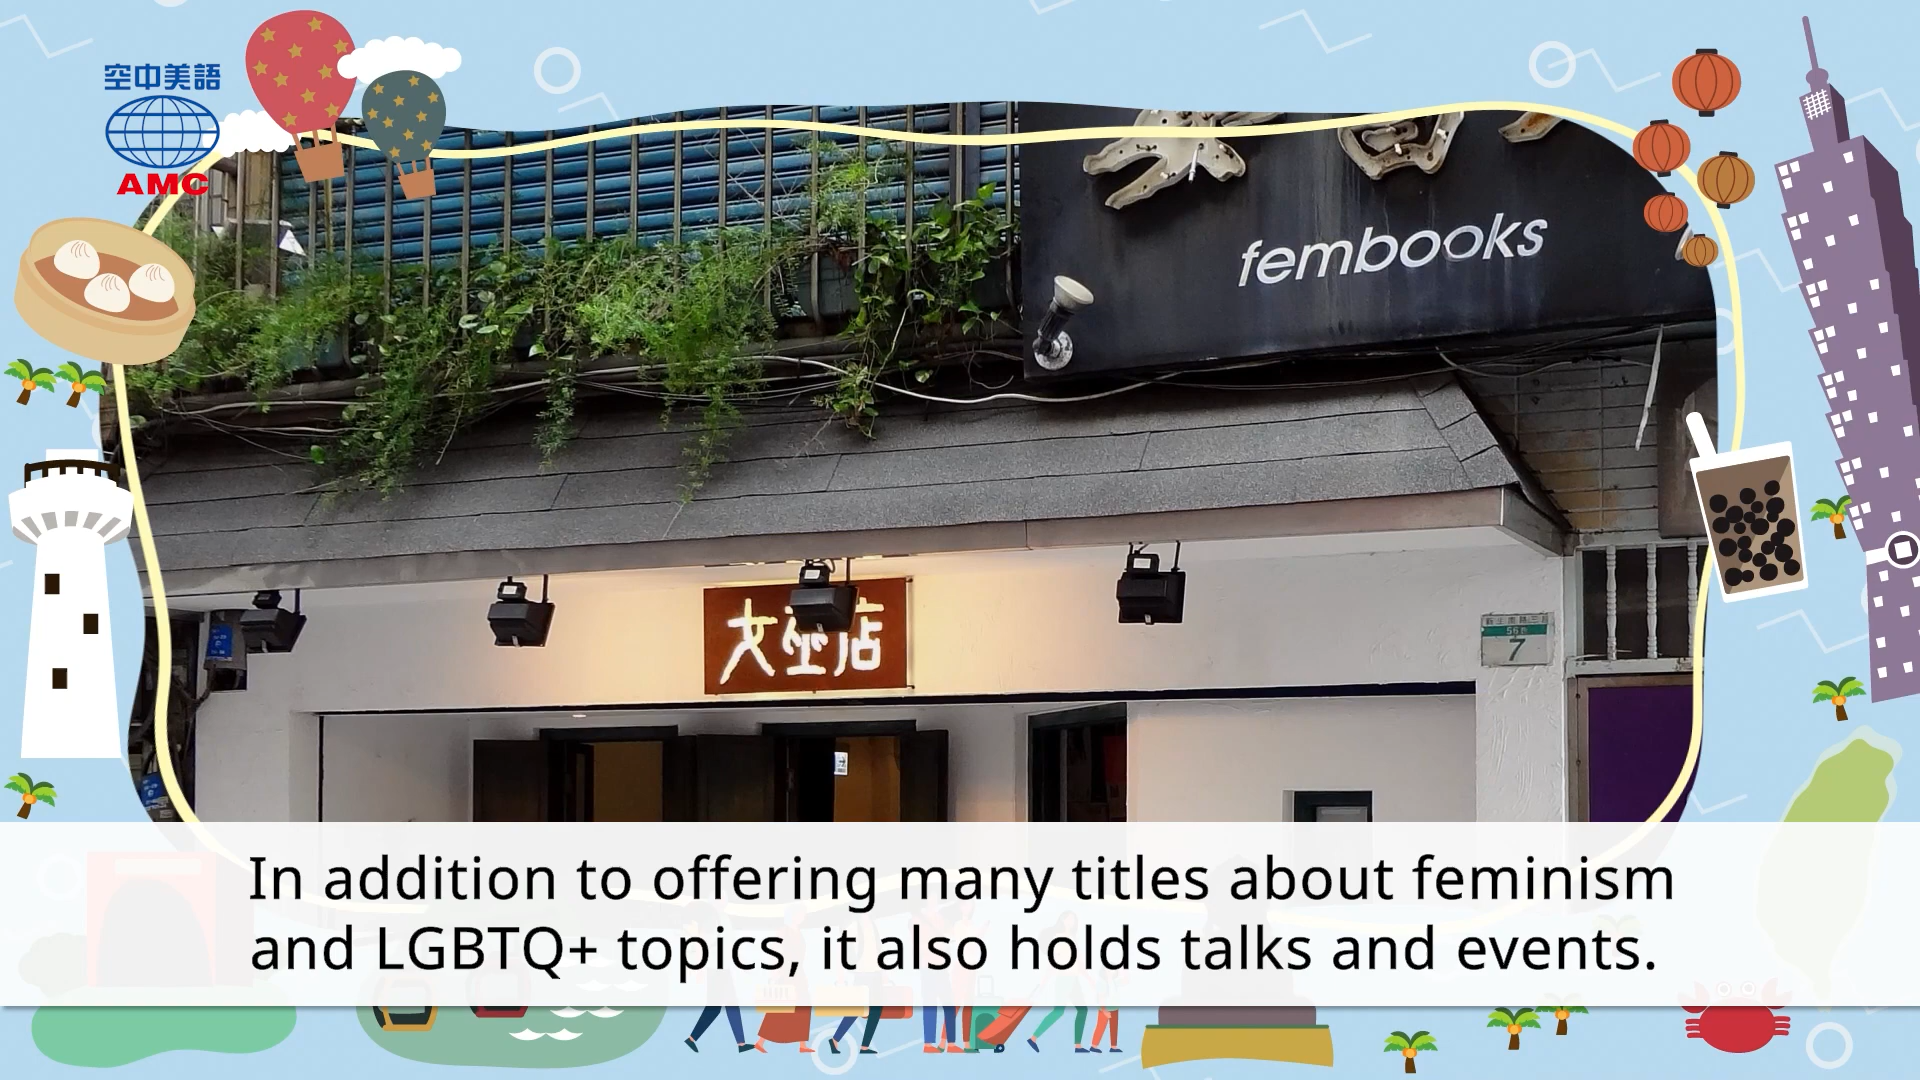 空中美語
AMC
fembooks
女書店
7
In addition to offering many titles about feminism
and LGBTQ+ topics, it also holds talks and events.